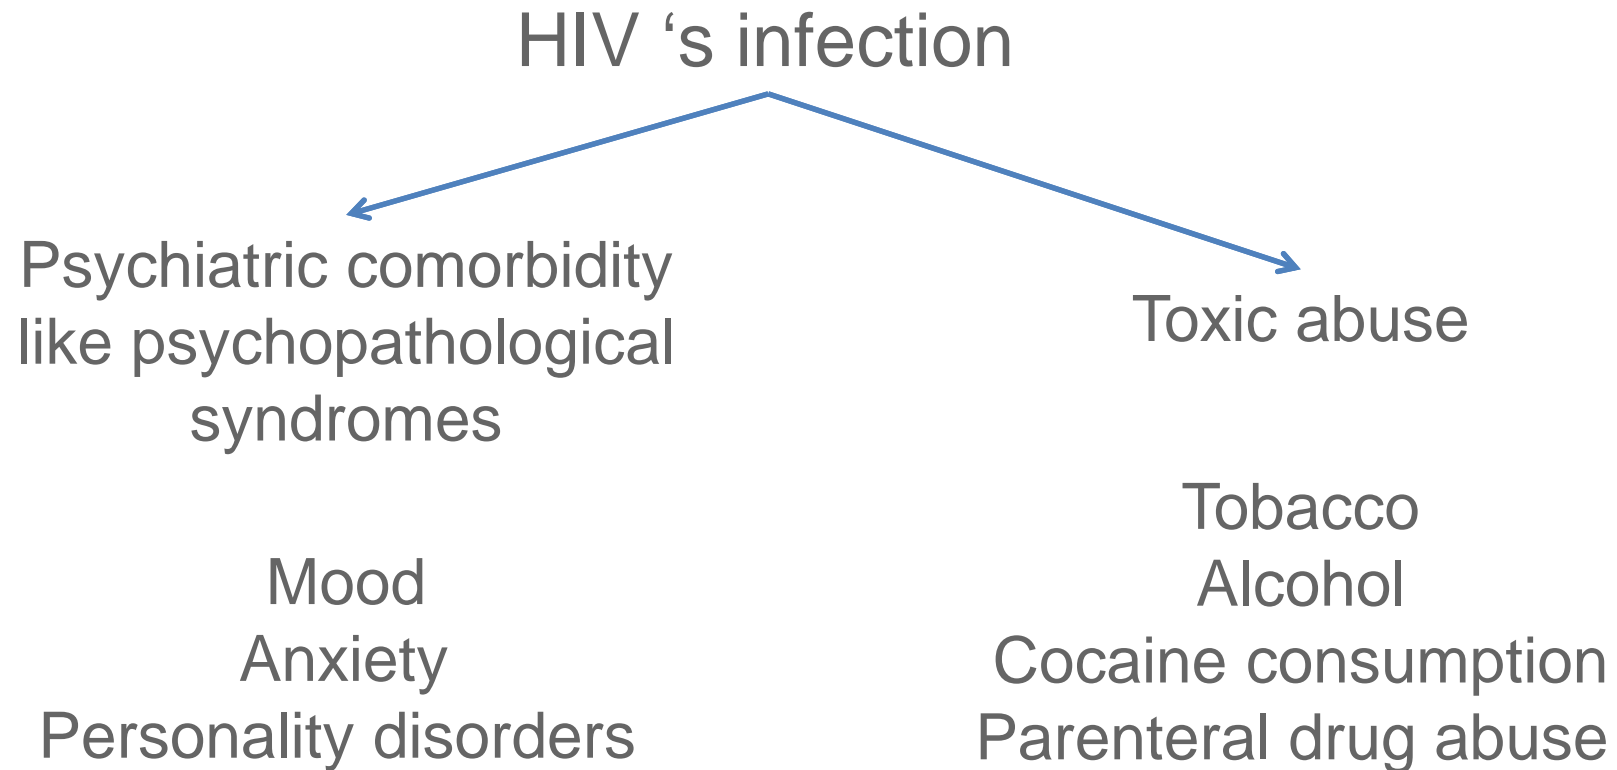 HIV ‘s infection
Psychiatric comorbidity
like psychopathological
syndromes
Mood
Anxiety
Personality disorders
Toxic abuse
Tobacco
Alcohol
Cocaine consumption
Parenteral drug abuse